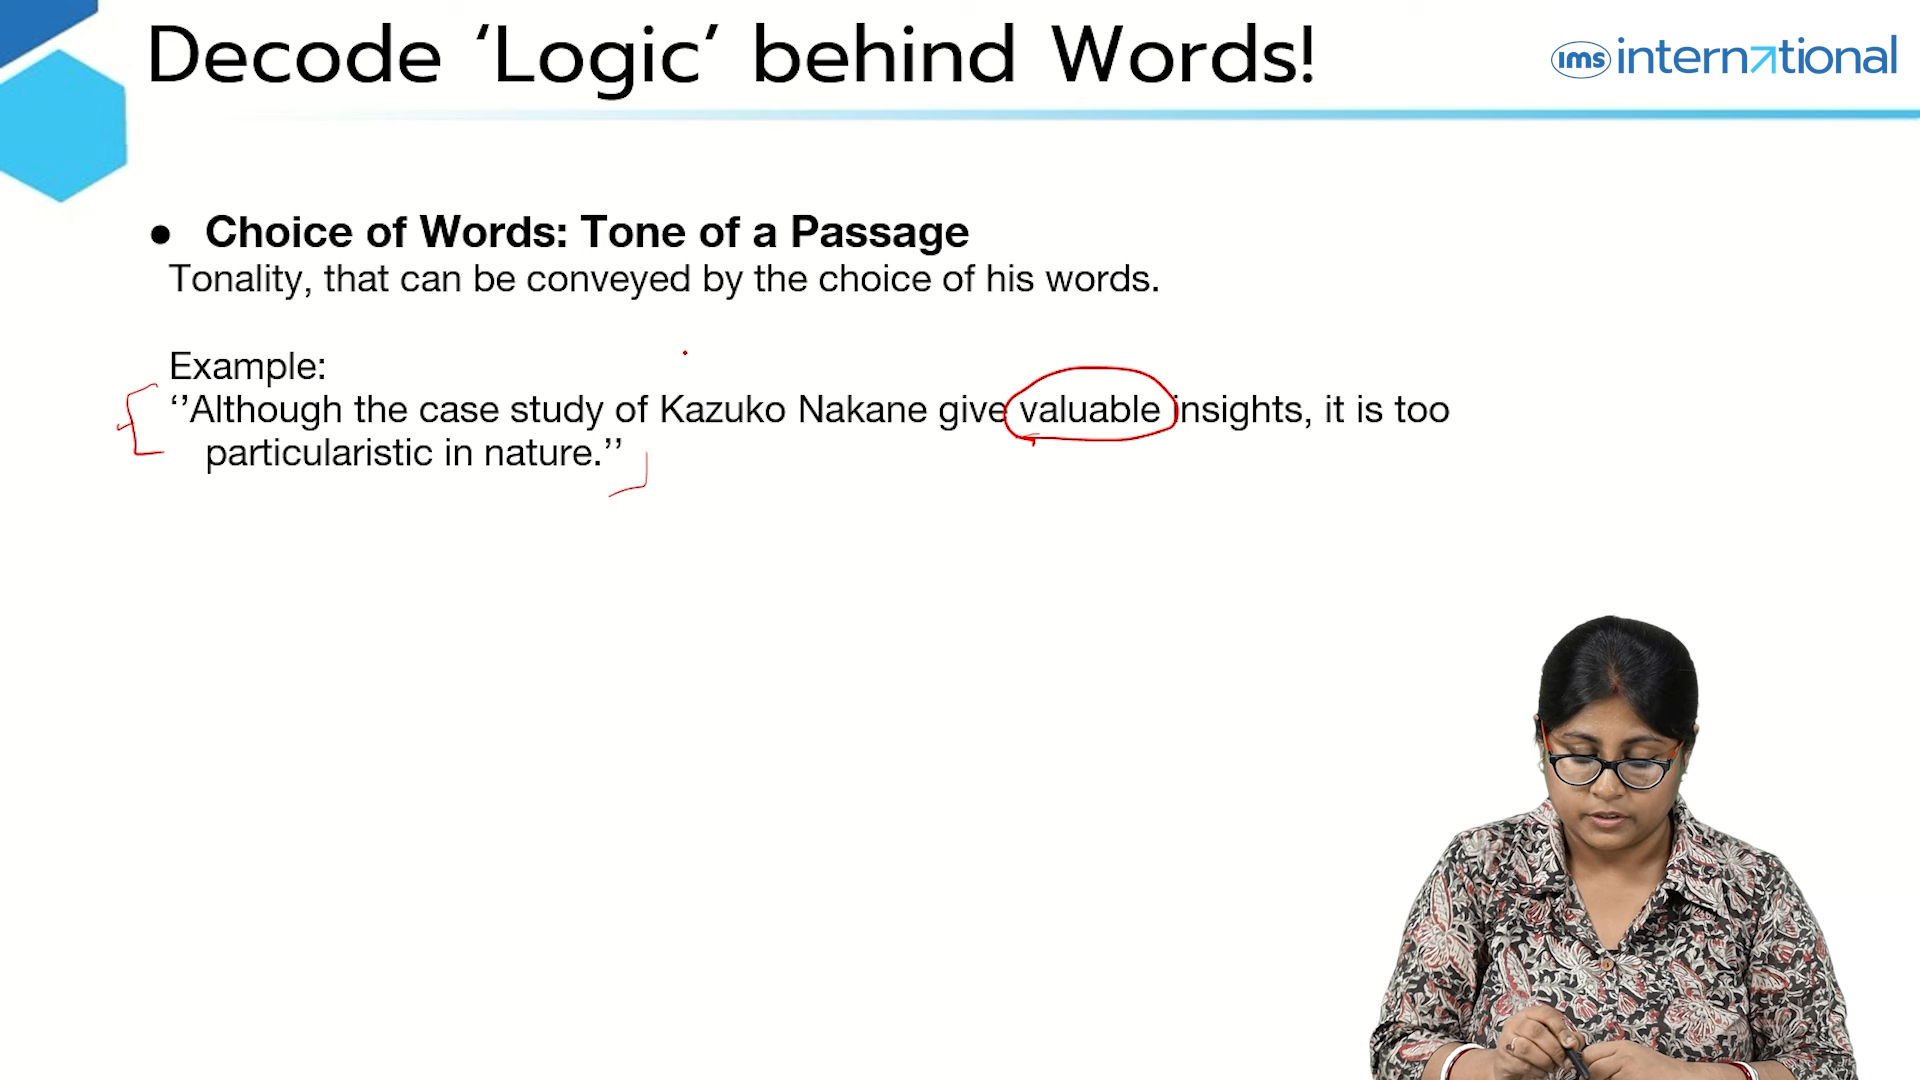 Decode ‘Logic’ behind Words!
ims international
● Choice of Words: Tone of a Passage
Tonality, that can be conveyed by the choice of his words.
Example:
‘’Although the case study of Kazuko Nakane give valuable insights, it is too
particularistic in nature.’’